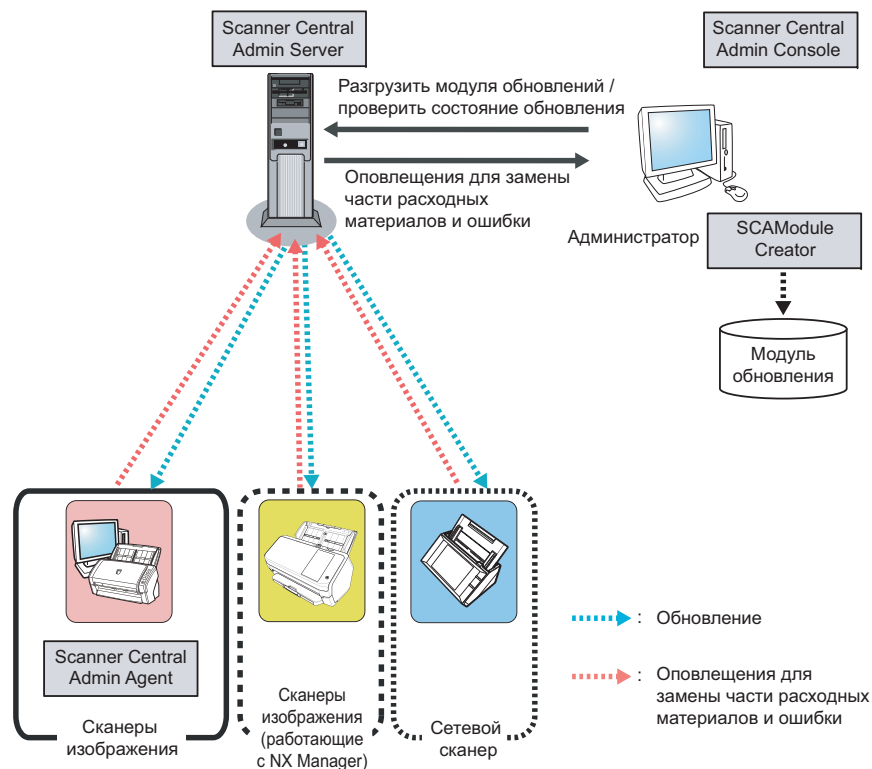 Scanner Central
Admin Server
Scanner Central
Admin Console
Разгрузить модуля обновлений /
проверить состояние обновления
Оповлещения для замены
части расходных
материалов и ошибки
Администратор
SCAModule
Creator
Модуль
обновления
Scanner Central
Admin Agent
Сканеры
изображения
Сканеры
изображения
(работающие
с NX Manager)
Сетевой
сканер
: Обновление
: Оповлещения для
замены части расходных
материалов и ошибки